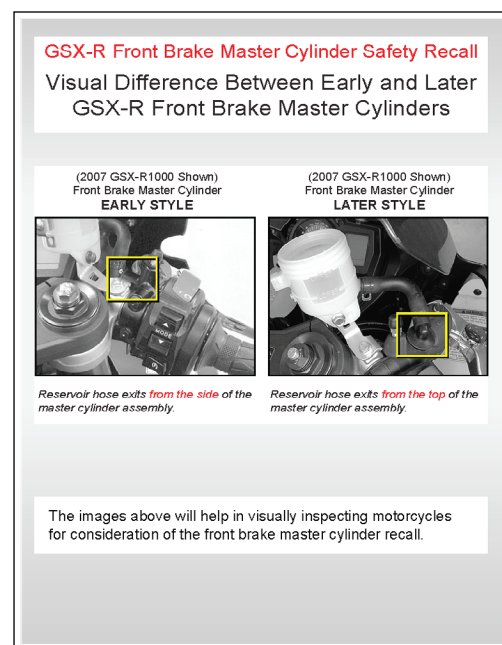 GSX-R Front Brake Master Cylinder Safety Recall
Visual Difference Between Early and Later
GSX-R Front Brake Master Cylinders
(2007 GSX-R1000 Shown)
Front Brake Master Cylinder
EARLY STYLE
(2007 GSX-R1000 Shown)
Front Brake Master Cylinder
LATER STYLE
MODE
Reservoir hose exits from the side of the
master cylinder assembly.
Reservoir hose exits from the top of the
master cylinder assembly.
The images above will help in visually inspecting motorcycles
for consideration of the front brake master cylinder recall.